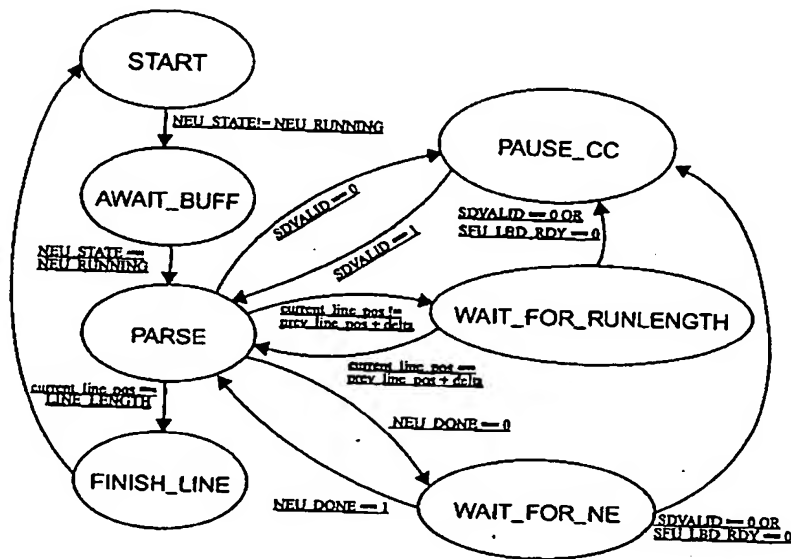 START
NEU_STATE!= NEU_RUNNING
PAUSE_CC
AWAIT_BUFF
SDVALID == 0
SDVALID == 1
SDVALID == 0 OR
SFU_LBD_RDY == 0
NEU_STATE ==
NEU_RUNNING
current_line_pos !=
prev_line_pos + delta
WAIT_FOR_RUNLENGTH
PARSE
current_line_pos ==
prev_line_pos + delta
current_line_pos ==
LINE_LENGTH
NEU_DONE == 0
FINISH_LINE
NEU_DONE == 1
WAIT_FOR_NE
SDVALID == 0 OR
SFU_LBD_RDY == 0